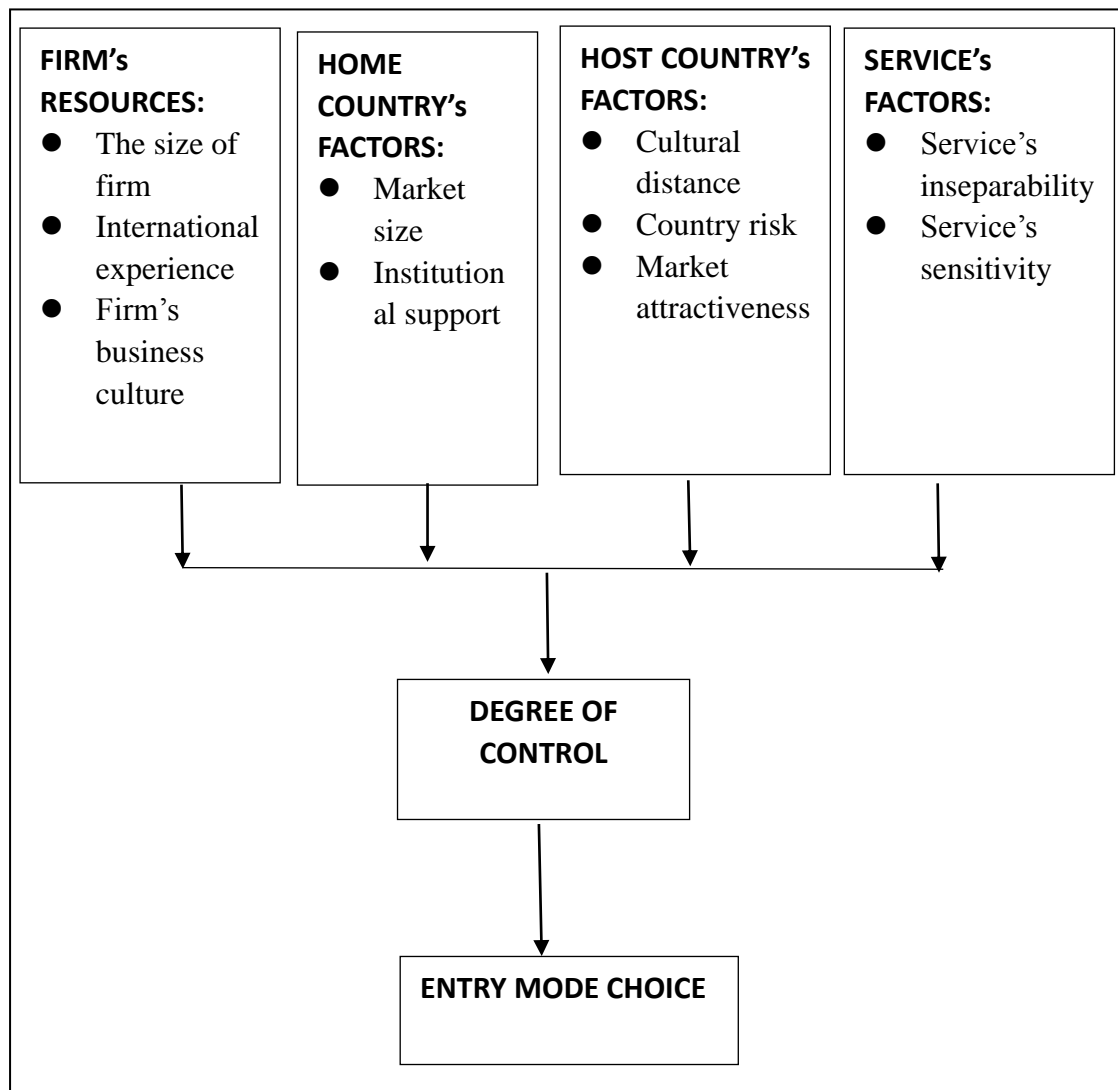 FIRM's
RESOURCES:
● The size of
firm
● International
experience
● Firm's
business
culture
HOME
COUNTRY's
FACTORS:
● Market
size
● Institution
al support
HOST COUNTRY's
FACTORS:
● Cultural
distance
● Country risk
● Market
attractiveness
SERVICE's
FACTORS:
● Service's
inseparability
● Service's
sensitivity
DEGREE OF
CONTROL
ENTRY MODE CHOICE